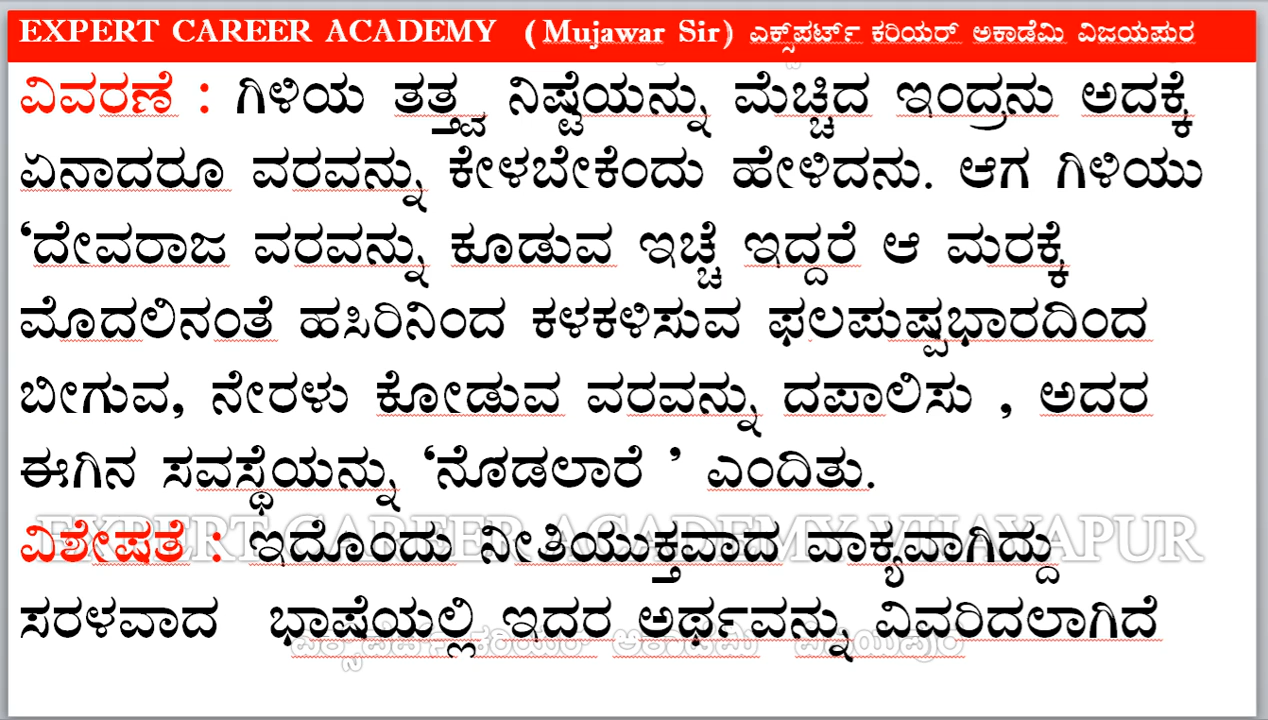 EXPERT CAREER ACADEMY (Mujawar Sir) ಎಕ್ಸ್‌ಪರ್ಟ್ ಕರಿಯರ್ ಅಕಾಡೆಮಿ ವಿಜಯಪುರ
ವಿವರಣೆ : ಗಿಳಿಯ ತತ್ತ್ವ ನಿಷ್ಟೆಯನ್ನು ಮೆಚ್ಚಿದ ಇಂದ್ರನು ಅದಕ್ಕೆ
ಏನಾದರೂ ವರವನ್ನು ಕೇಳಬೇಕೆಂದು ಹೇಳಿದನು. ಆಗ ಗಿಳಿಯು
‘ದೇವರಾಜ ವರವನ್ನು ಕೂಡುವ ಇಚ್ಚೆ ಇದ್ದರೆ ಆ ಮರಕ್ಕೆ
ಮೊದಲಿನಂತೆ ಹಸಿರಿನಿಂದ ಕಳಕಳಿಸುವ ಫಲಪುಷ್ಪಭಾರದಿಂದ
ಬೀಗುವ, ನೇರಳು ಕೋಡುವ ವರವನ್ನು ದಪಾಲಿಸು , ಅದರ
ಈಗಿನ ಸವಸ್ಥೆಯನ್ನು ‘ನೊಡಲಾರೆ ’ ಎಂದಿತು.
EXPERT CAREER ACADEMY VIJAYAPUR
ವಿಶೇಷತೆ : ಇದೊಂದು ನೀತಿಯುಕ್ತವಾದ ವಾಕ್ಯವಾಗಿದ್ದು
ಸರಳವಾದ ಭಾಷೆಯಲ್ಲಿ ಇದರ ಅರ್ಥವನ್ನು ವಿವರಿದಲಾಗಿದೆ